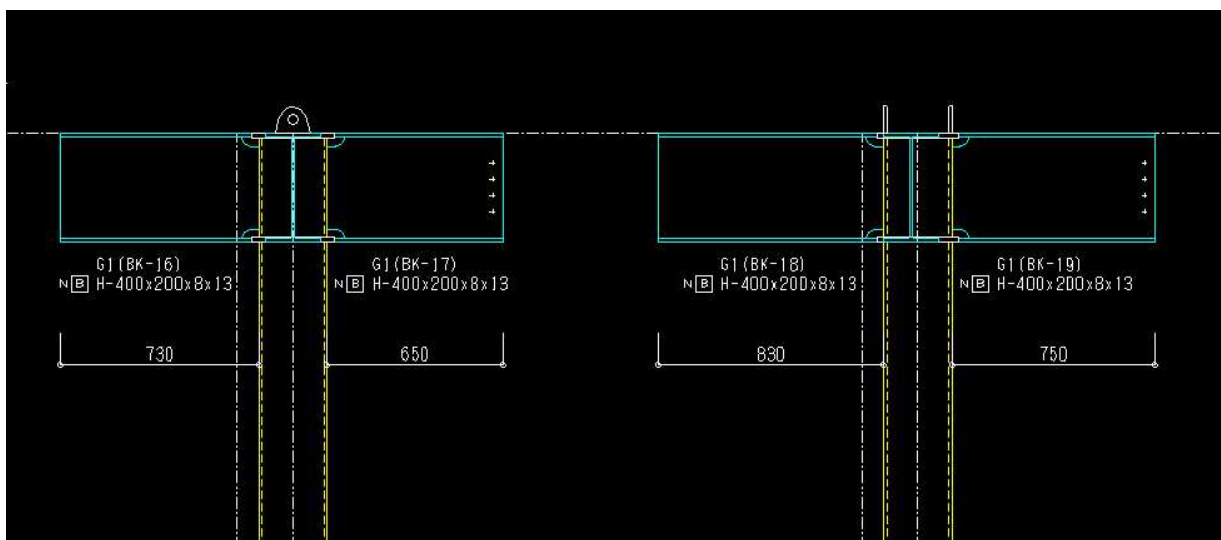 G1(BK-16)
N B H-400x200x8x13
G1(BK-17)
N B H-400x200x8x13
G1(BK-18)
N B H-400x200x8x13
G1(BK-19)
N B H-400x200x8x13
730
650
830
750